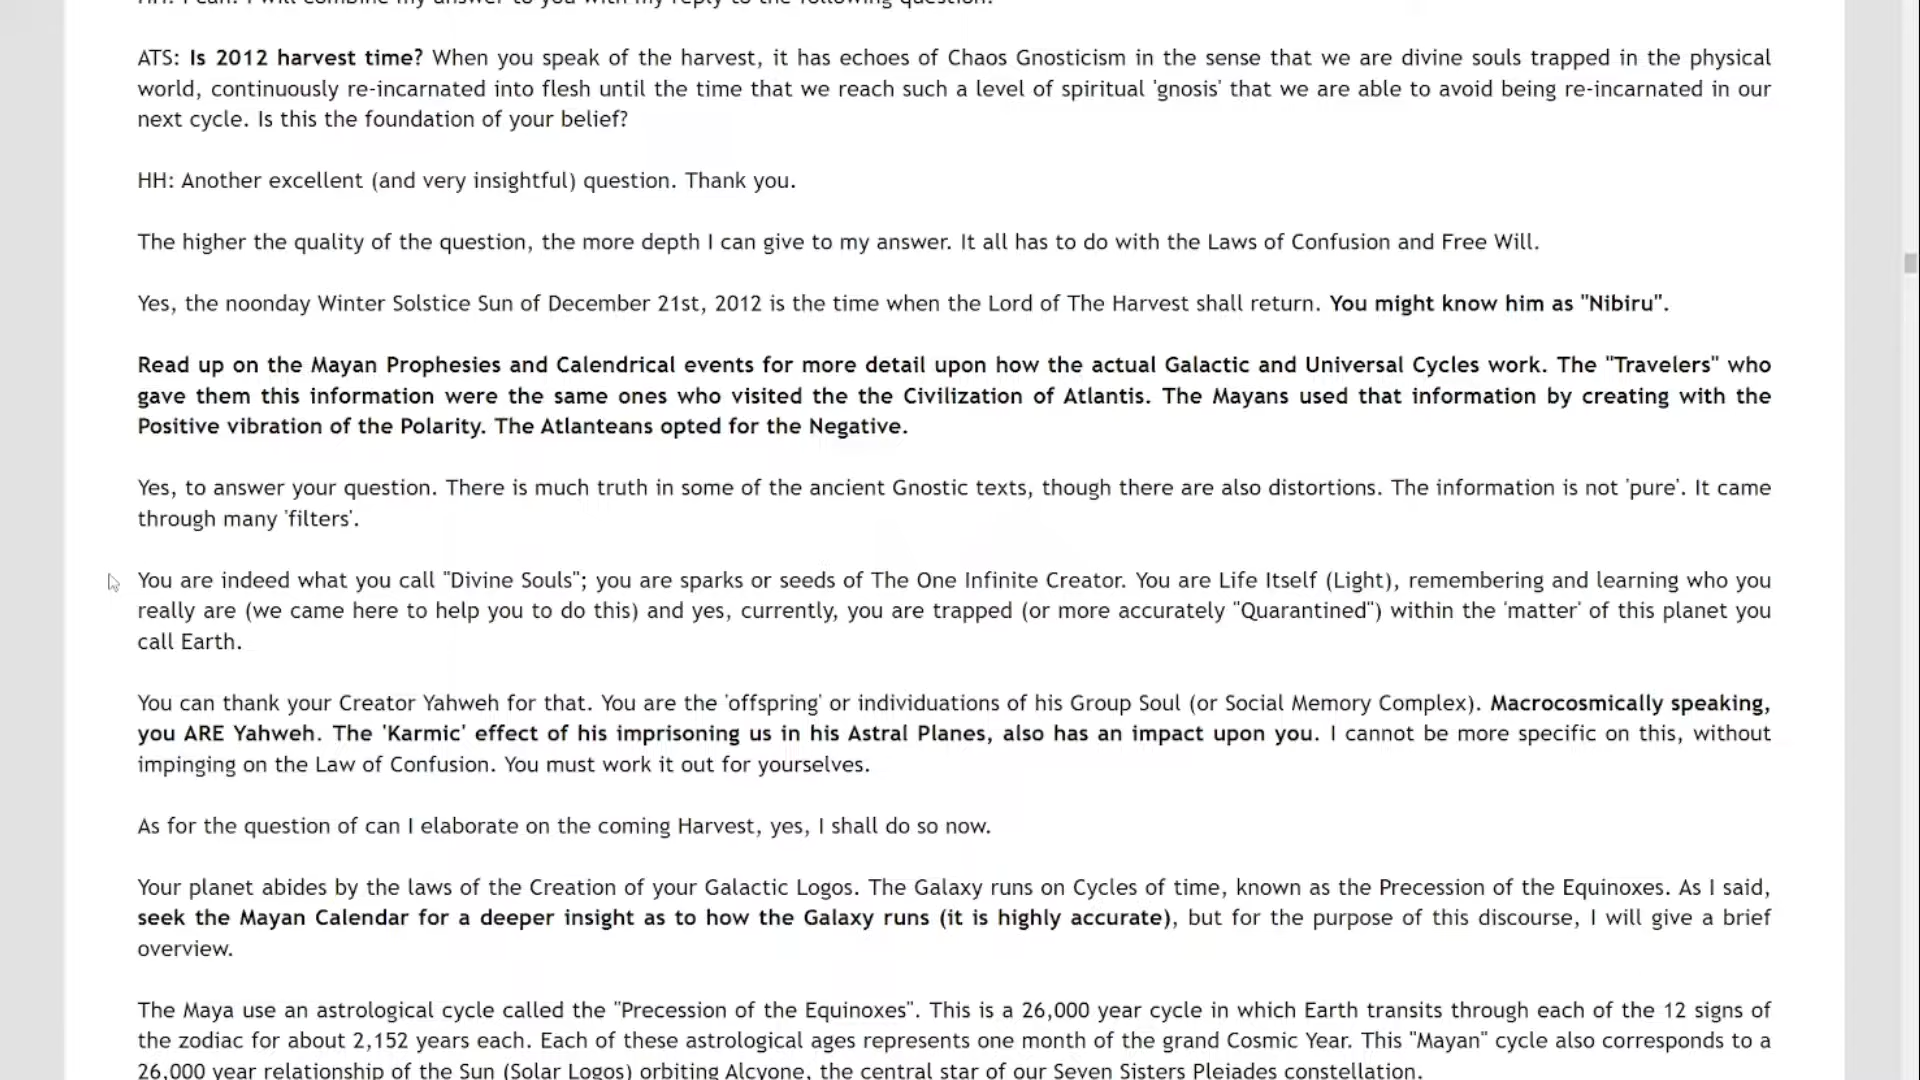 ATS: Is 2012 harvest time? When you speak of the harvest, it has echoes of Chaos Gnosticism in the sense that we are divine souls trapped in the physical
world, continuously re-incarnated into flesh until the time that we reach such a level of spiritual 'gnosis' that we are able to avoid being re-incarnated in our
next cycle. Is this the foundation of your belief?
HH: Another excellent (and very insightful) question. Thank you.
The higher the quality of the question, the more depth I can give to my answer. It all has to do with the Laws of Confusion and Free Will.
Yes, the noonday Winter Solstice Sun of December 21st, 2012 is the time when the Lord of The Harvest shall return. You might know him as "Nibiru".
Read up on the Mayan Prophesies and Calendrical events for more detail upon how the actual Galactic and Universal Cycles work. The "Travelers" who
gave them this information were the same ones who visited the the Civilization of Atlantis. The Mayans used that information by creating with the
Positive vibration of the Polarity. The Atlanteans opted for the Negative.
Yes, to answer your question. There is much truth in some of the ancient Gnostic texts, though there are also distortions. The information is not 'pure'. It came
through many 'filters'.
You are indeed what you call "Divine Souls"; you are sparks or seeds of The One Infinite Creator. You are Life Itself (Light), remembering and learning who you
really are (we came here to help you to do this) and yes, currently, you are trapped (or more accurately "Quarantined") within the 'matter' of this planet you
call Earth.
You can thank your Creator Yahweh for that. You are the 'offspring' or individuations of his Group Soul (or Social Memory Complex). Macrocosmically speaking,
you ARE Yahweh. The 'Karmic' effect of his imprisoning us in his Astral Planes, also has an impact upon you. I cannot be more specific on this, without
impinging on the Law of Confusion. You must work it out for yourselves.
As for the question of can I elaborate on the coming Harvest, yes, I shall do so now.
Your planet abides by the laws of the Creation of your Galactic Logos. The Galaxy runs on Cycles of time, known as the Precession of the Equinoxes. As I said,
seek the Mayan Calendar for a deeper insight as to how the Galaxy runs (it is highly accurate), but for the purpose of this discourse, I will give a brief
overview.
The Maya use an astrological cycle called the "Precession of the Equinoxes". This is a 26,000 year cycle in which Earth transits through each of the 12 signs of
the zodiac for about 2,152 years each. Each of these astrological ages represents one month of the grand Cosmic Year. This "Mayan" cycle also corresponds to a
26,000 year relationship of the Sun (Solar Logos) orbiting Alcyone, the central star of our Seven Sisters Pleiades constellation.